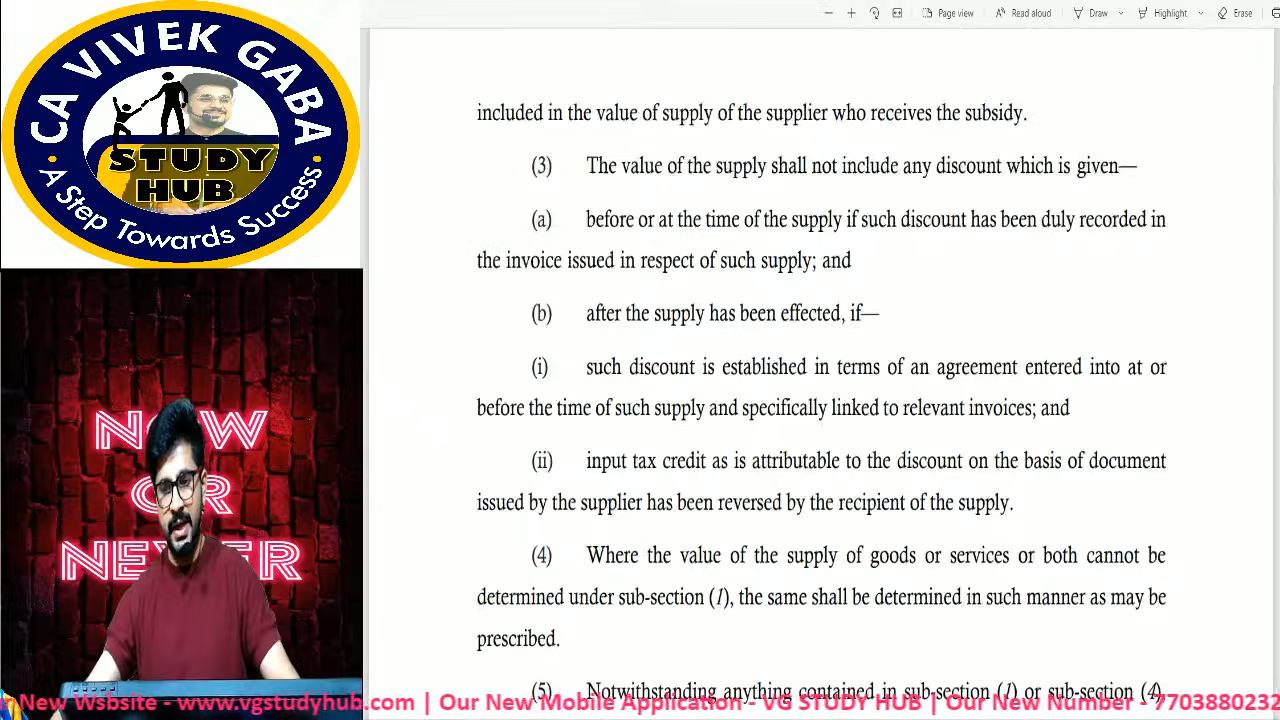 CA VIVEK GABA
STUDY
HUB
A Step Towards Success
NOW
OR
NEVER
Page view
Read aloud
Draw
Highlight
Erase
included in the value of supply of the supplier who receives the subsidy.
(3) The value of the supply shall not include any discount which is given—
(a) before or at the time of the supply if such discount has been duly recorded in
the invoice issued in respect of such supply; and
(b) after the supply has been effected, if—
(i) such discount is established in terms of an agreement entered into at or
before the time of such supply and specifically linked to relevant invoices; and
(ii) input tax credit as is attributable to the discount on the basis of document
issued by the supplier has been reversed by the recipient of the supply.
(4) Where the value of the supply of goods or services or both cannot be
determined under sub-section (1), the same shall be determined in such manner as may be
prescribed.
(5) Notwithstanding anything contained in sub-section (1) or sub-section (4),
r New Wsbsite - www.vgstudyhub.com | Our New Mobile Application - VG STUDY HUB | Our New Number - 7703880232